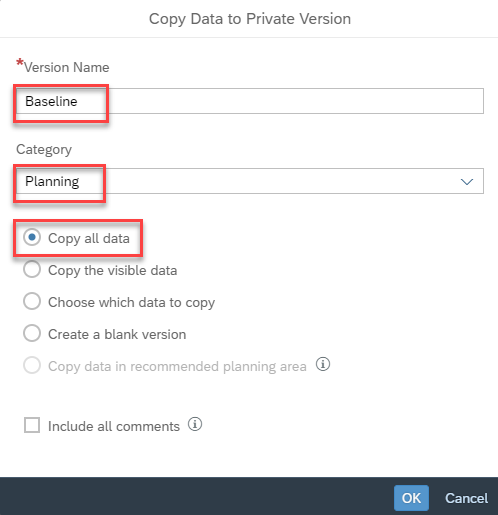 Copy Data to Private Version
*Version Name
Baseline
Category
Planning
Copy all data
Copy the visible data
Choose which data to copy
Create a blank version
Copy data in recommended planning area
Include all comments
OK Cancel